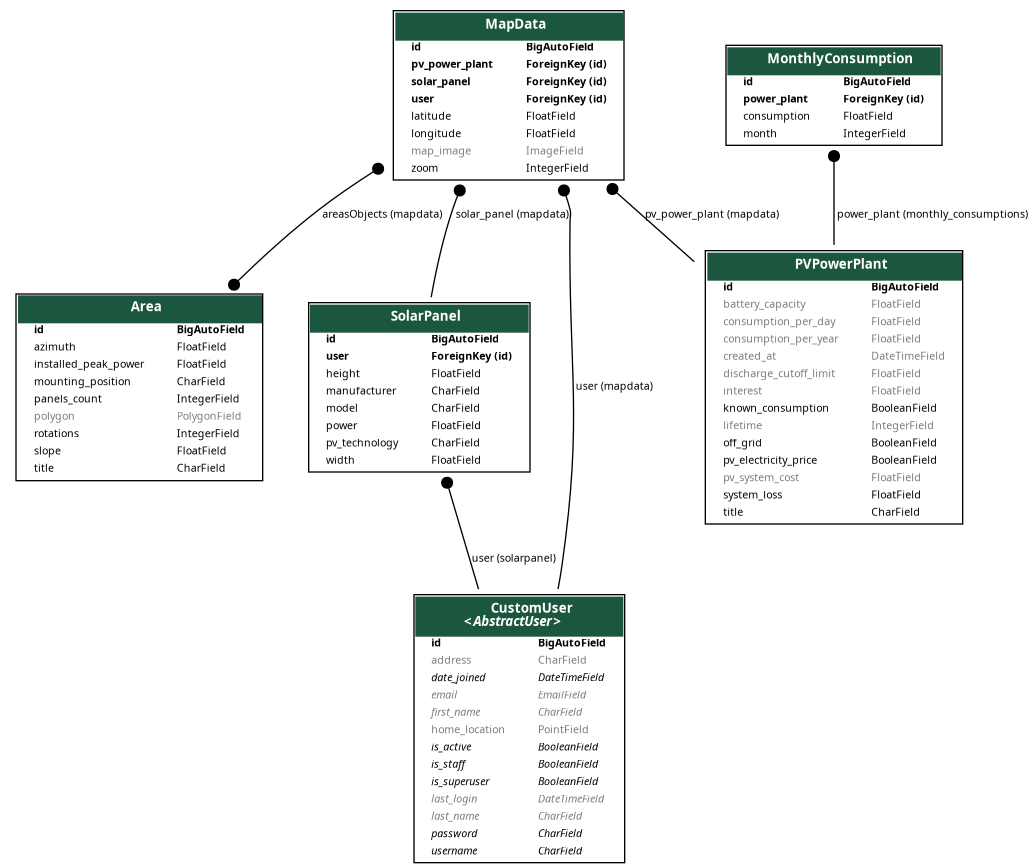 MapData
id BigAutoField
pv_power_plant ForeignKey (id)
solar_panel ForeignKey (id)
user ForeignKey (id)
latitude FloatField
longitude FloatField
map_image ImageField
zoom IntegerField
MonthlyConsumption
id BigAutoField
power_plant ForeignKey (id)
consumption FloatField
month IntegerField
areasObjects (mapdata)
solar_panel (mapdata)
pv_power_plant (mapdata)
power_plant (monthly_consumptions)
Area
id BigAutoField
azimuth FloatField
installed_peak_power FloatField
mounting_position CharField
panels_count IntegerField
polygon PolygonField
rotations IntegerField
slope FloatField
title CharField
SolarPanel
id BigAutoField
user ForeignKey (id)
height FloatField
manufacturer CharField
model CharField
power FloatField
pv_technology CharField
width FloatField
user (mapdata)
PVPowerPlant
id BigAutoField
battery_capacity FloatField
consumption_per_day FloatField
consumption_per_year FloatField
created_at DateTimeField
discharge_cutoff_limit FloatField
interest FloatField
known_consumption BooleanField
lifetime IntegerField
off_grid BooleanField
pv_electricity_price BooleanField
pv_system_cost FloatField
system_loss FloatField
title CharField
user (solarpanel)
CustomUser
<AbstractUser>
id BigAutoField
address CharField
date_joined DateTimeField
email EmailField
first_name CharField
home_location PointField
is_active BooleanField
is_staff BooleanField
is_superuser BooleanField
last_login DateTimeField
last_name CharField
password CharField
username CharField